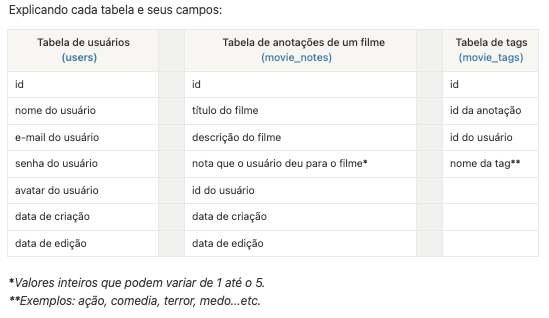 Explicando cada tabela e seus campos:
Tabela de usuários Tabela de anotações de um filme Tabela de tags
(users) (movie_notes) (movie_tags)
id id id
nome do usuário título do filme id da anotação
e-mail do usuário descrição do filme id do usuário
senha do usuário nota que o usuário deu para o filme* nome da tag**
avatar do usuário id do usuário
data de criação data de criação
data de edição data de edição
*Valores inteiros que podem variar de 1 até o 5.
**Exemplos: ação, comedia, terror, medo...etc.